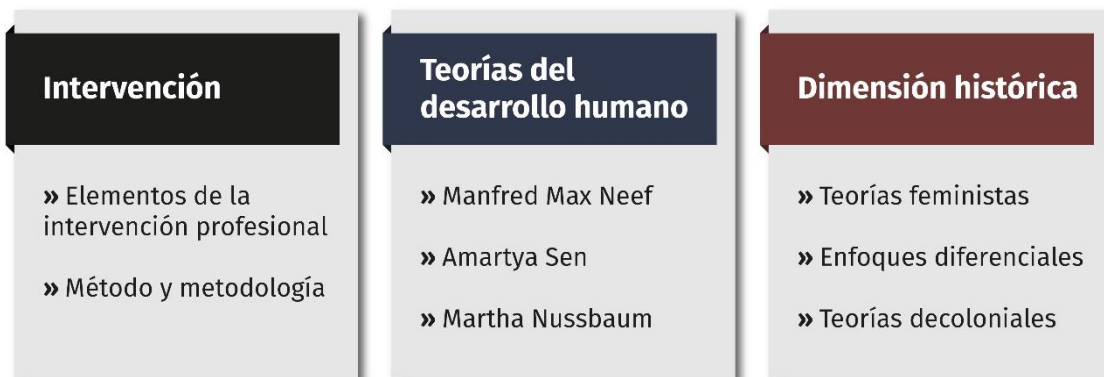 Intervención
» Elementos de la
intervención profesional
» Método y metodología
Teorías del
desarrollo humano
» Manfred Max Neef
» Amartya Sen
» Martha Nussbaum
Dimensión histórica
» Teorías feministas
» Enfoques diferenciales
» Teorías decoloniales